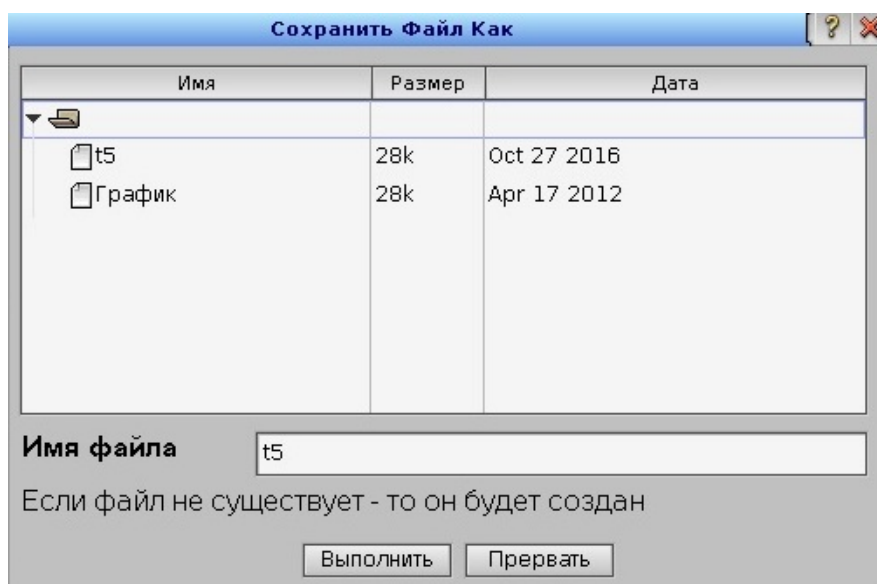 Сохранить Файл Как
Имя Размер Дата
t5 28k Oct 27 2016
График 28k Apr 17 2012
Имя файла t5
Если файл не существует - то он будет создан
Выполнить Прервать